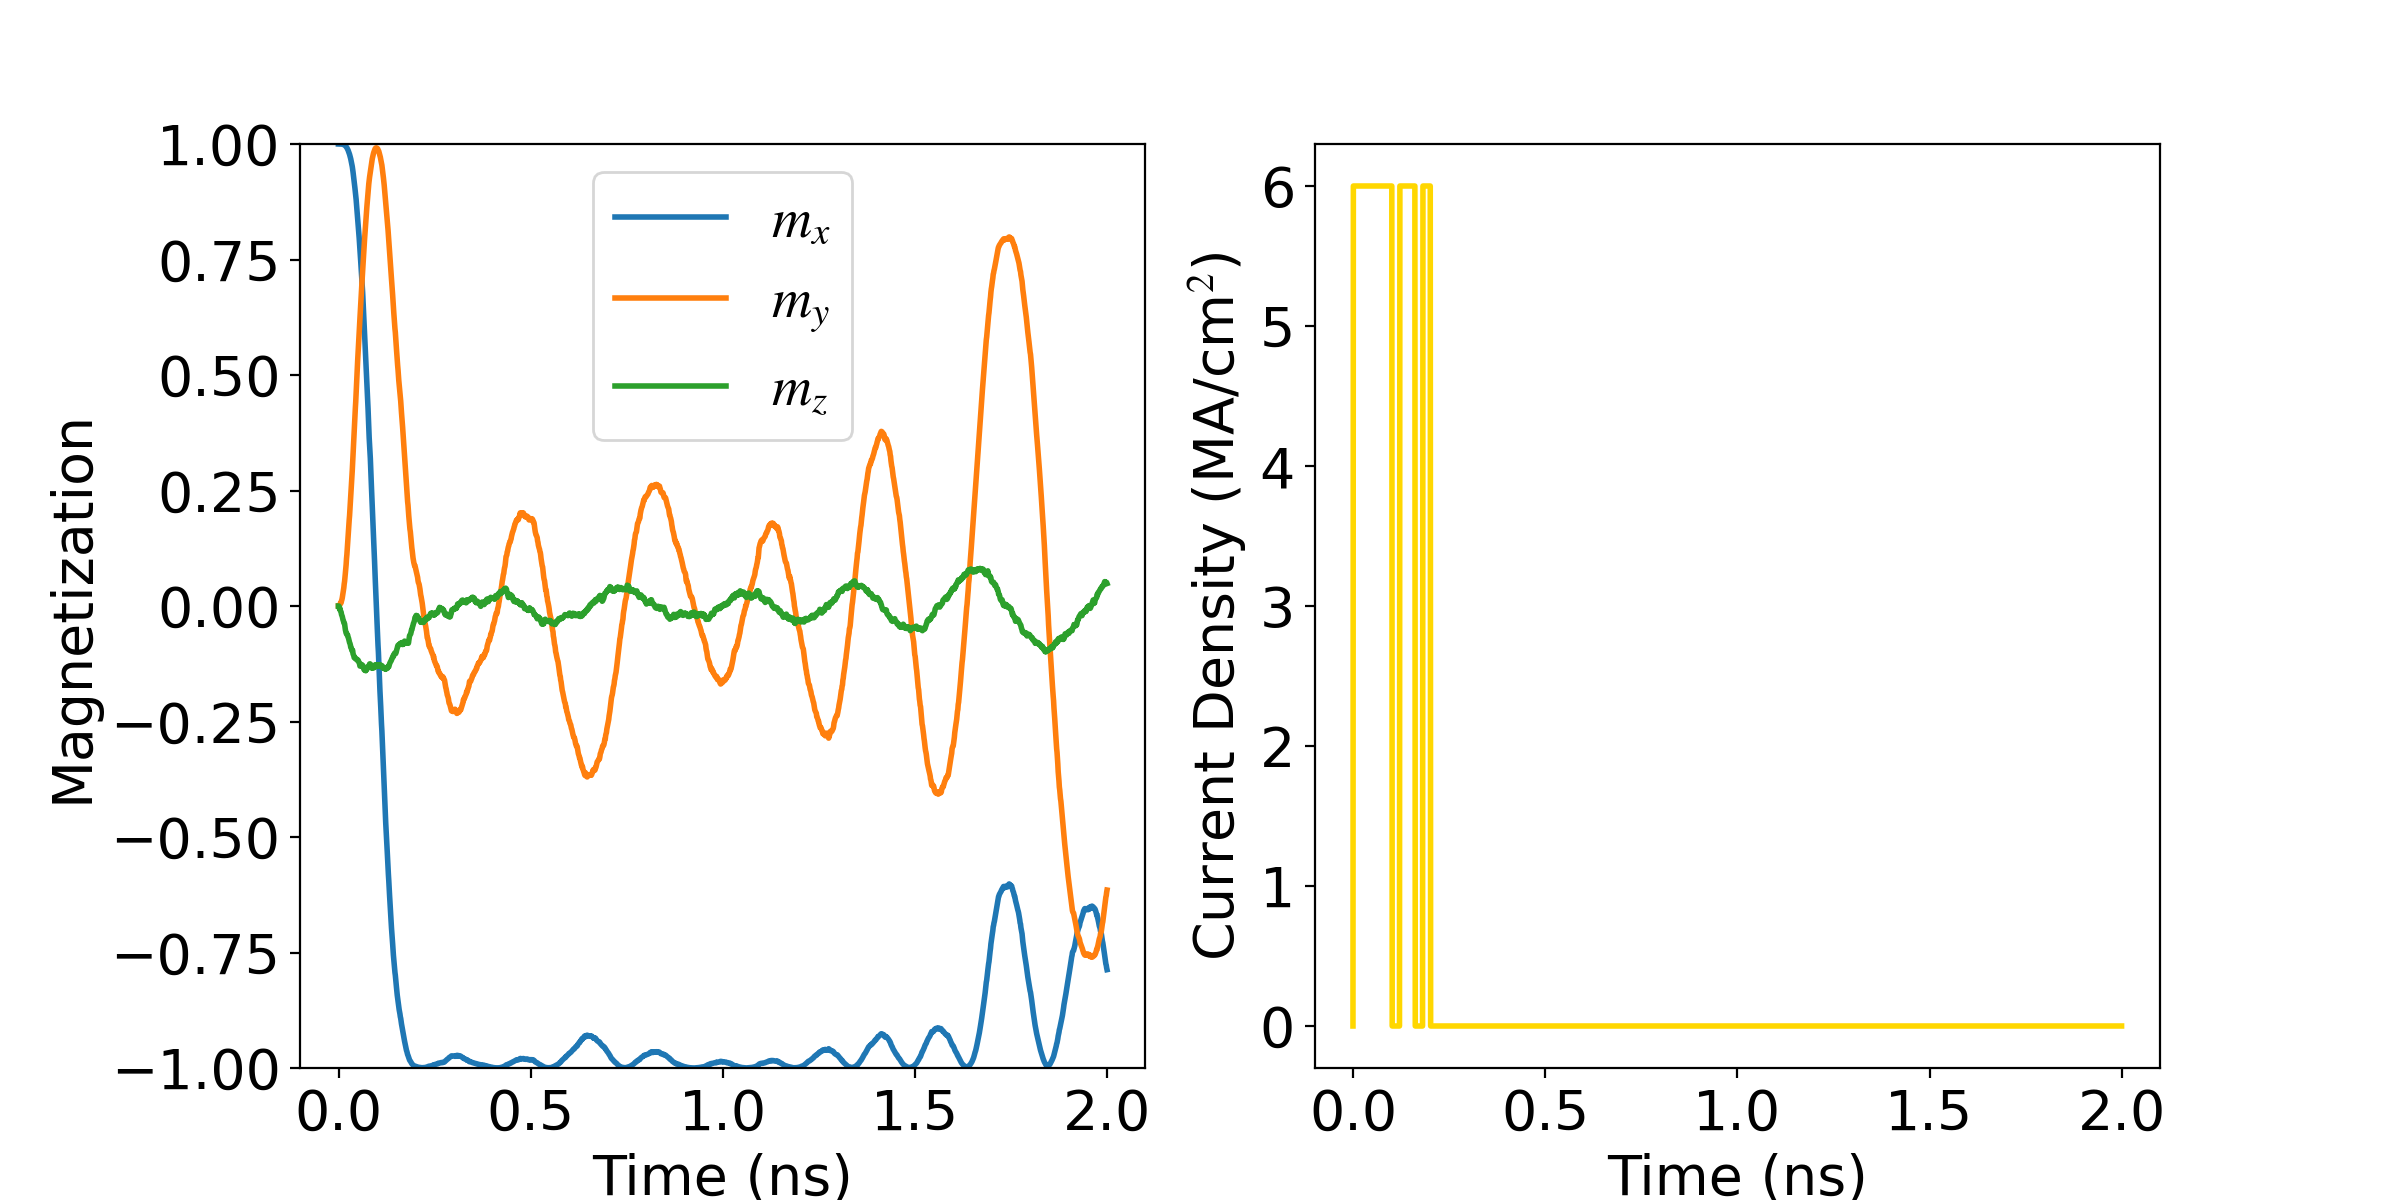 1.00
0.75
0.50
0.25
0.00
−0.25
−0.50
−0.75
−1.00
Magnetization
0.0 0.5 1.0 1.5 2.0
Time (ns)
m_x
m_y
m_z
6
5
4
3
2
1
0
Current Density (MA/cm²)
0.0 0.5 1.0 1.5 2.0
Time (ns)